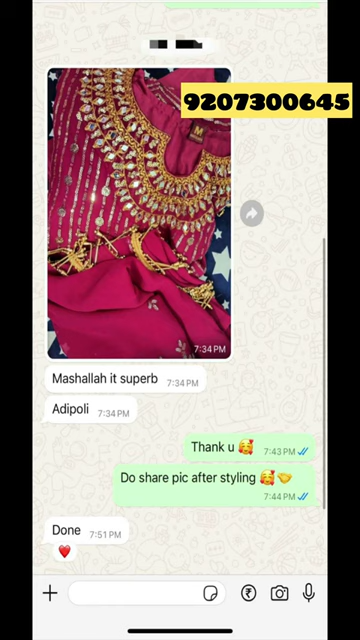 9207300645
M
7:34 PM
Mashallah it superb 7:34 PM
Adipoli 7:34 PM
Thank u 🥰 7:43 PM
Do share pic after styling 🥰🤝
7:44 PM
Done 7:51 PM
❤️
₹